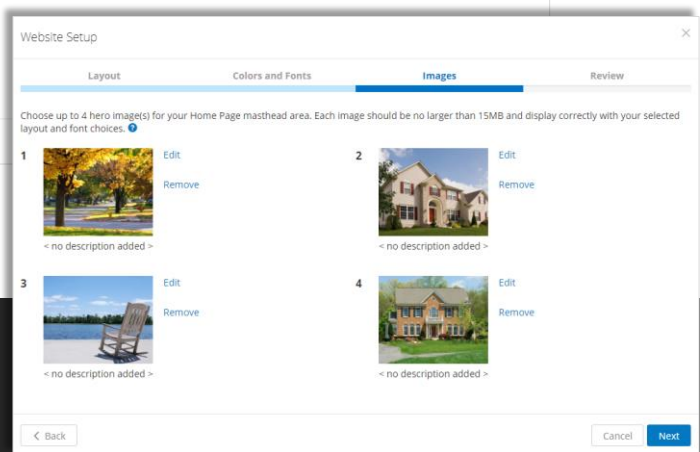 Website Setup
Layout Colors and Fonts Images Review
Choose up to 4 hero image(s) for your Home Page masthead area. Each image should be no larger than 15MB and display correctly with your selected
layout and font choices. ?
1 Edit 2 Edit
Remove Remove
< no description added > < no description added >
3 Edit 4 Edit
Remove Remove
< no description added > < no description added >
Back Cancel Next